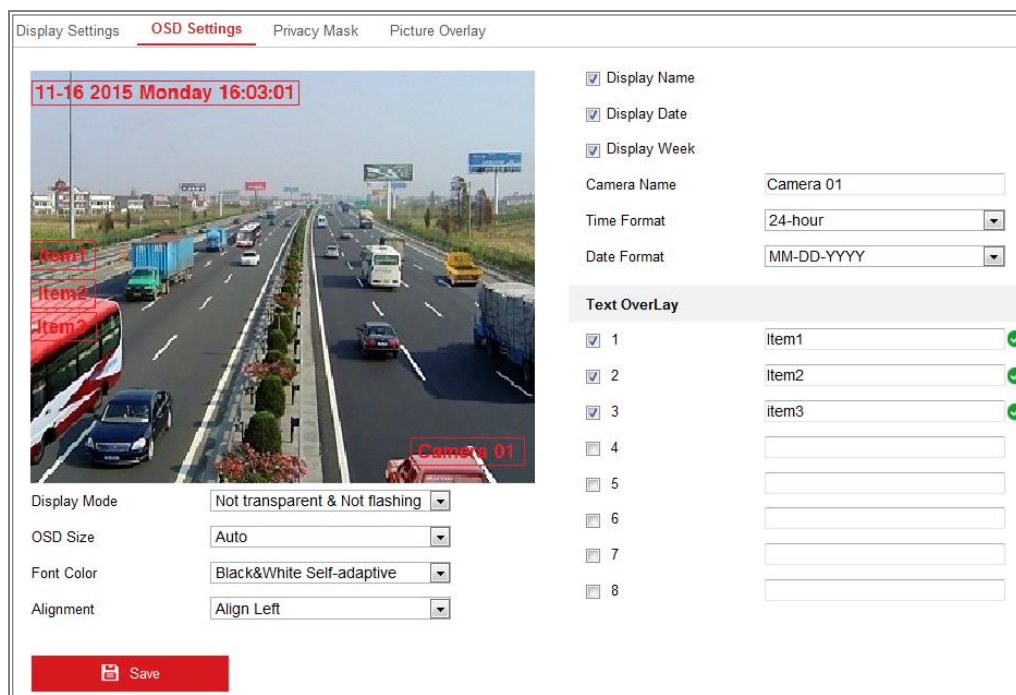 Display Settings OSD Settings Privacy Mask Picture Overlay
11-16 2015 Monday 16:03:01
Item1
Item2
Item3
Camera 01
Display Mode Not transparent & Not flashing
OSD Size Auto
Font Color Black&White Self-adaptive
Alignment Align Left
Save
Display Name
Display Date
Display Week
Camera Name Camera 01
Time Format 24-hour
Date Format MM-DD-YYYY
Text OverLay
1 Item1
2 Item2
3 item3
4
5
6
7
8